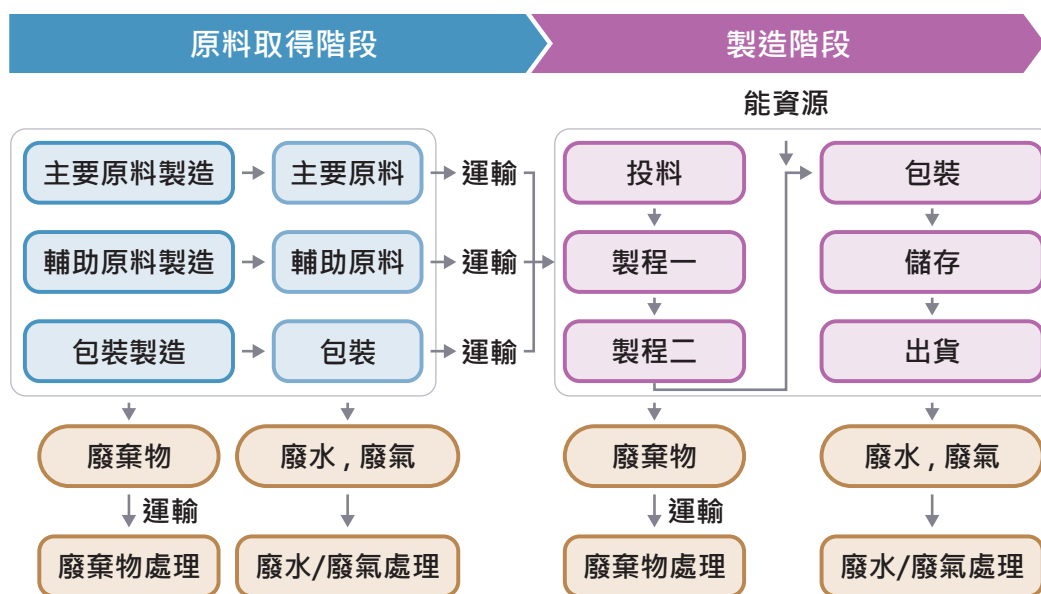 原料取得階段
製造階段
能資源
主要原料製造
主要原料
運輸
投料
包裝
輔助原料製造
輔助原料
運輸
製程一
儲存
包裝製造
包裝
運輸
製程二
出貨
廢棄物
廢水 , 廢氣
廢棄物
廢水 , 廢氣
運輸
運輸
廢棄物處理
廢水/廢氣處理
廢棄物處理
廢水/廢氣處理